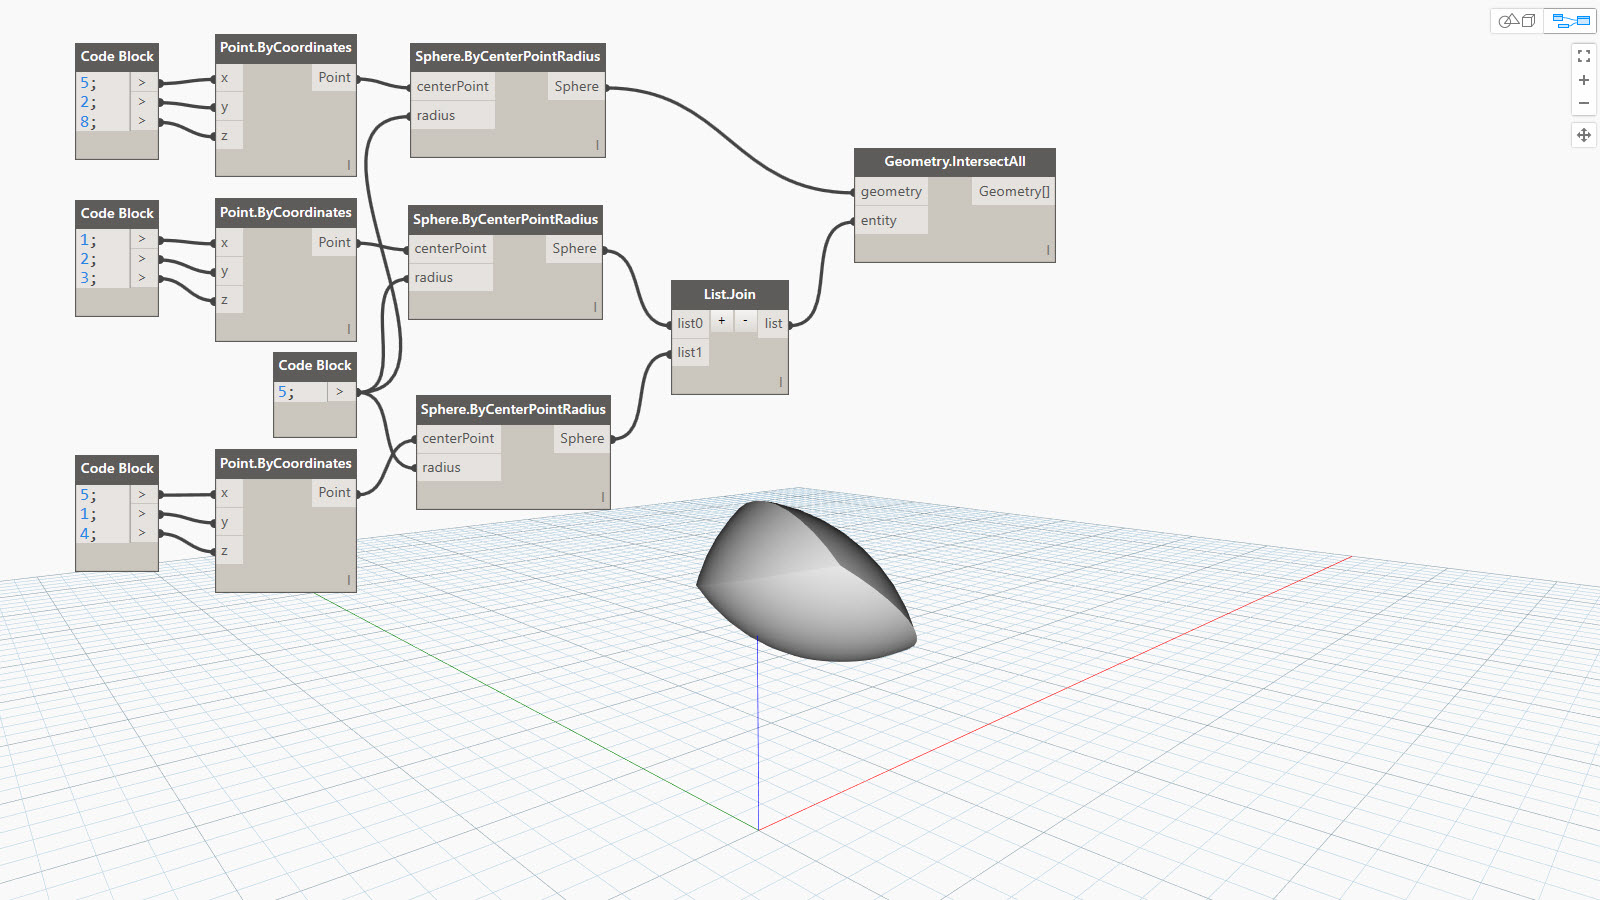 Code Block
5; >
2; >
8; >
Point.ByCoordinates
x Point
y
z
l
Sphere.ByCenterPointRadius
centerPoint Sphere
radius
l
Geometry.IntersectAll
geometry Geometry[]
entity
l
Code Block
1; >
2; >
3; >
Point.ByCoordinates
x Point
y
z
l
Sphere.ByCenterPointRadius
centerPoint Sphere
radius
l
List.Join
list0 + - list
list1
l
Code Block
5; >
Sphere.ByCenterPointRadius
centerPoint Sphere
radius
l
Code Block
5; >
1; >
4; >
Point.ByCoordinates
x Point
y
z
l